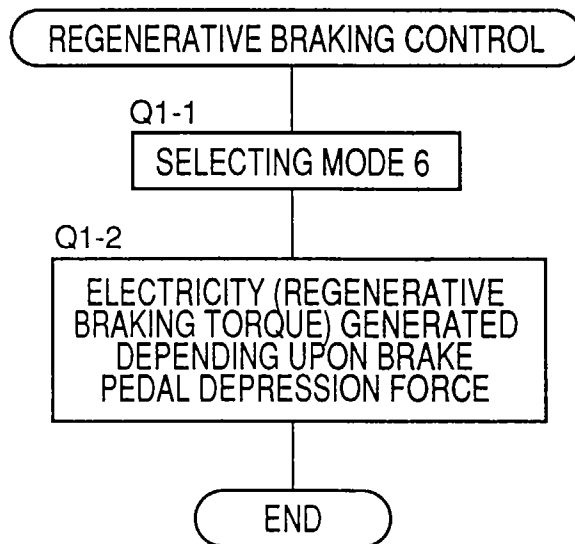 REGENERATIVE BRAKING CONTROL
Q1-1
SELECTING MODE 6
Q1-2
ELECTRICITY (REGENERATIVE
BRAKING TORQUE) GENERATED
DEPENDING UPON BRAKE
PEDAL DEPRESSION FORCE
END